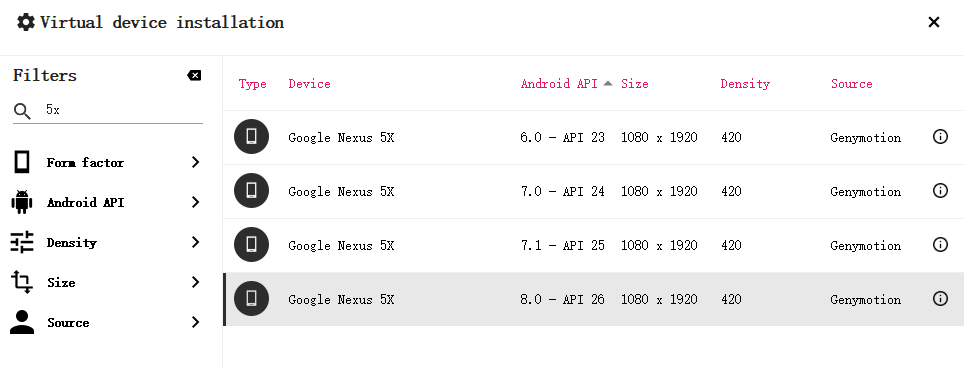 Virtual device installation
Filters
5x
Form factor
Android API
Density
Size
Source
Type Device Android API Size Density Source
Google Nexus 5X 6.0 – API 23 1080 x 1920 420 Genymotion
Google Nexus 5X 7.0 – API 24 1080 x 1920 420 Genymotion
Google Nexus 5X 7.1 – API 25 1080 x 1920 420 Genymotion
Google Nexus 5X 8.0 – API 26 1080 x 1920 420 Genymotion